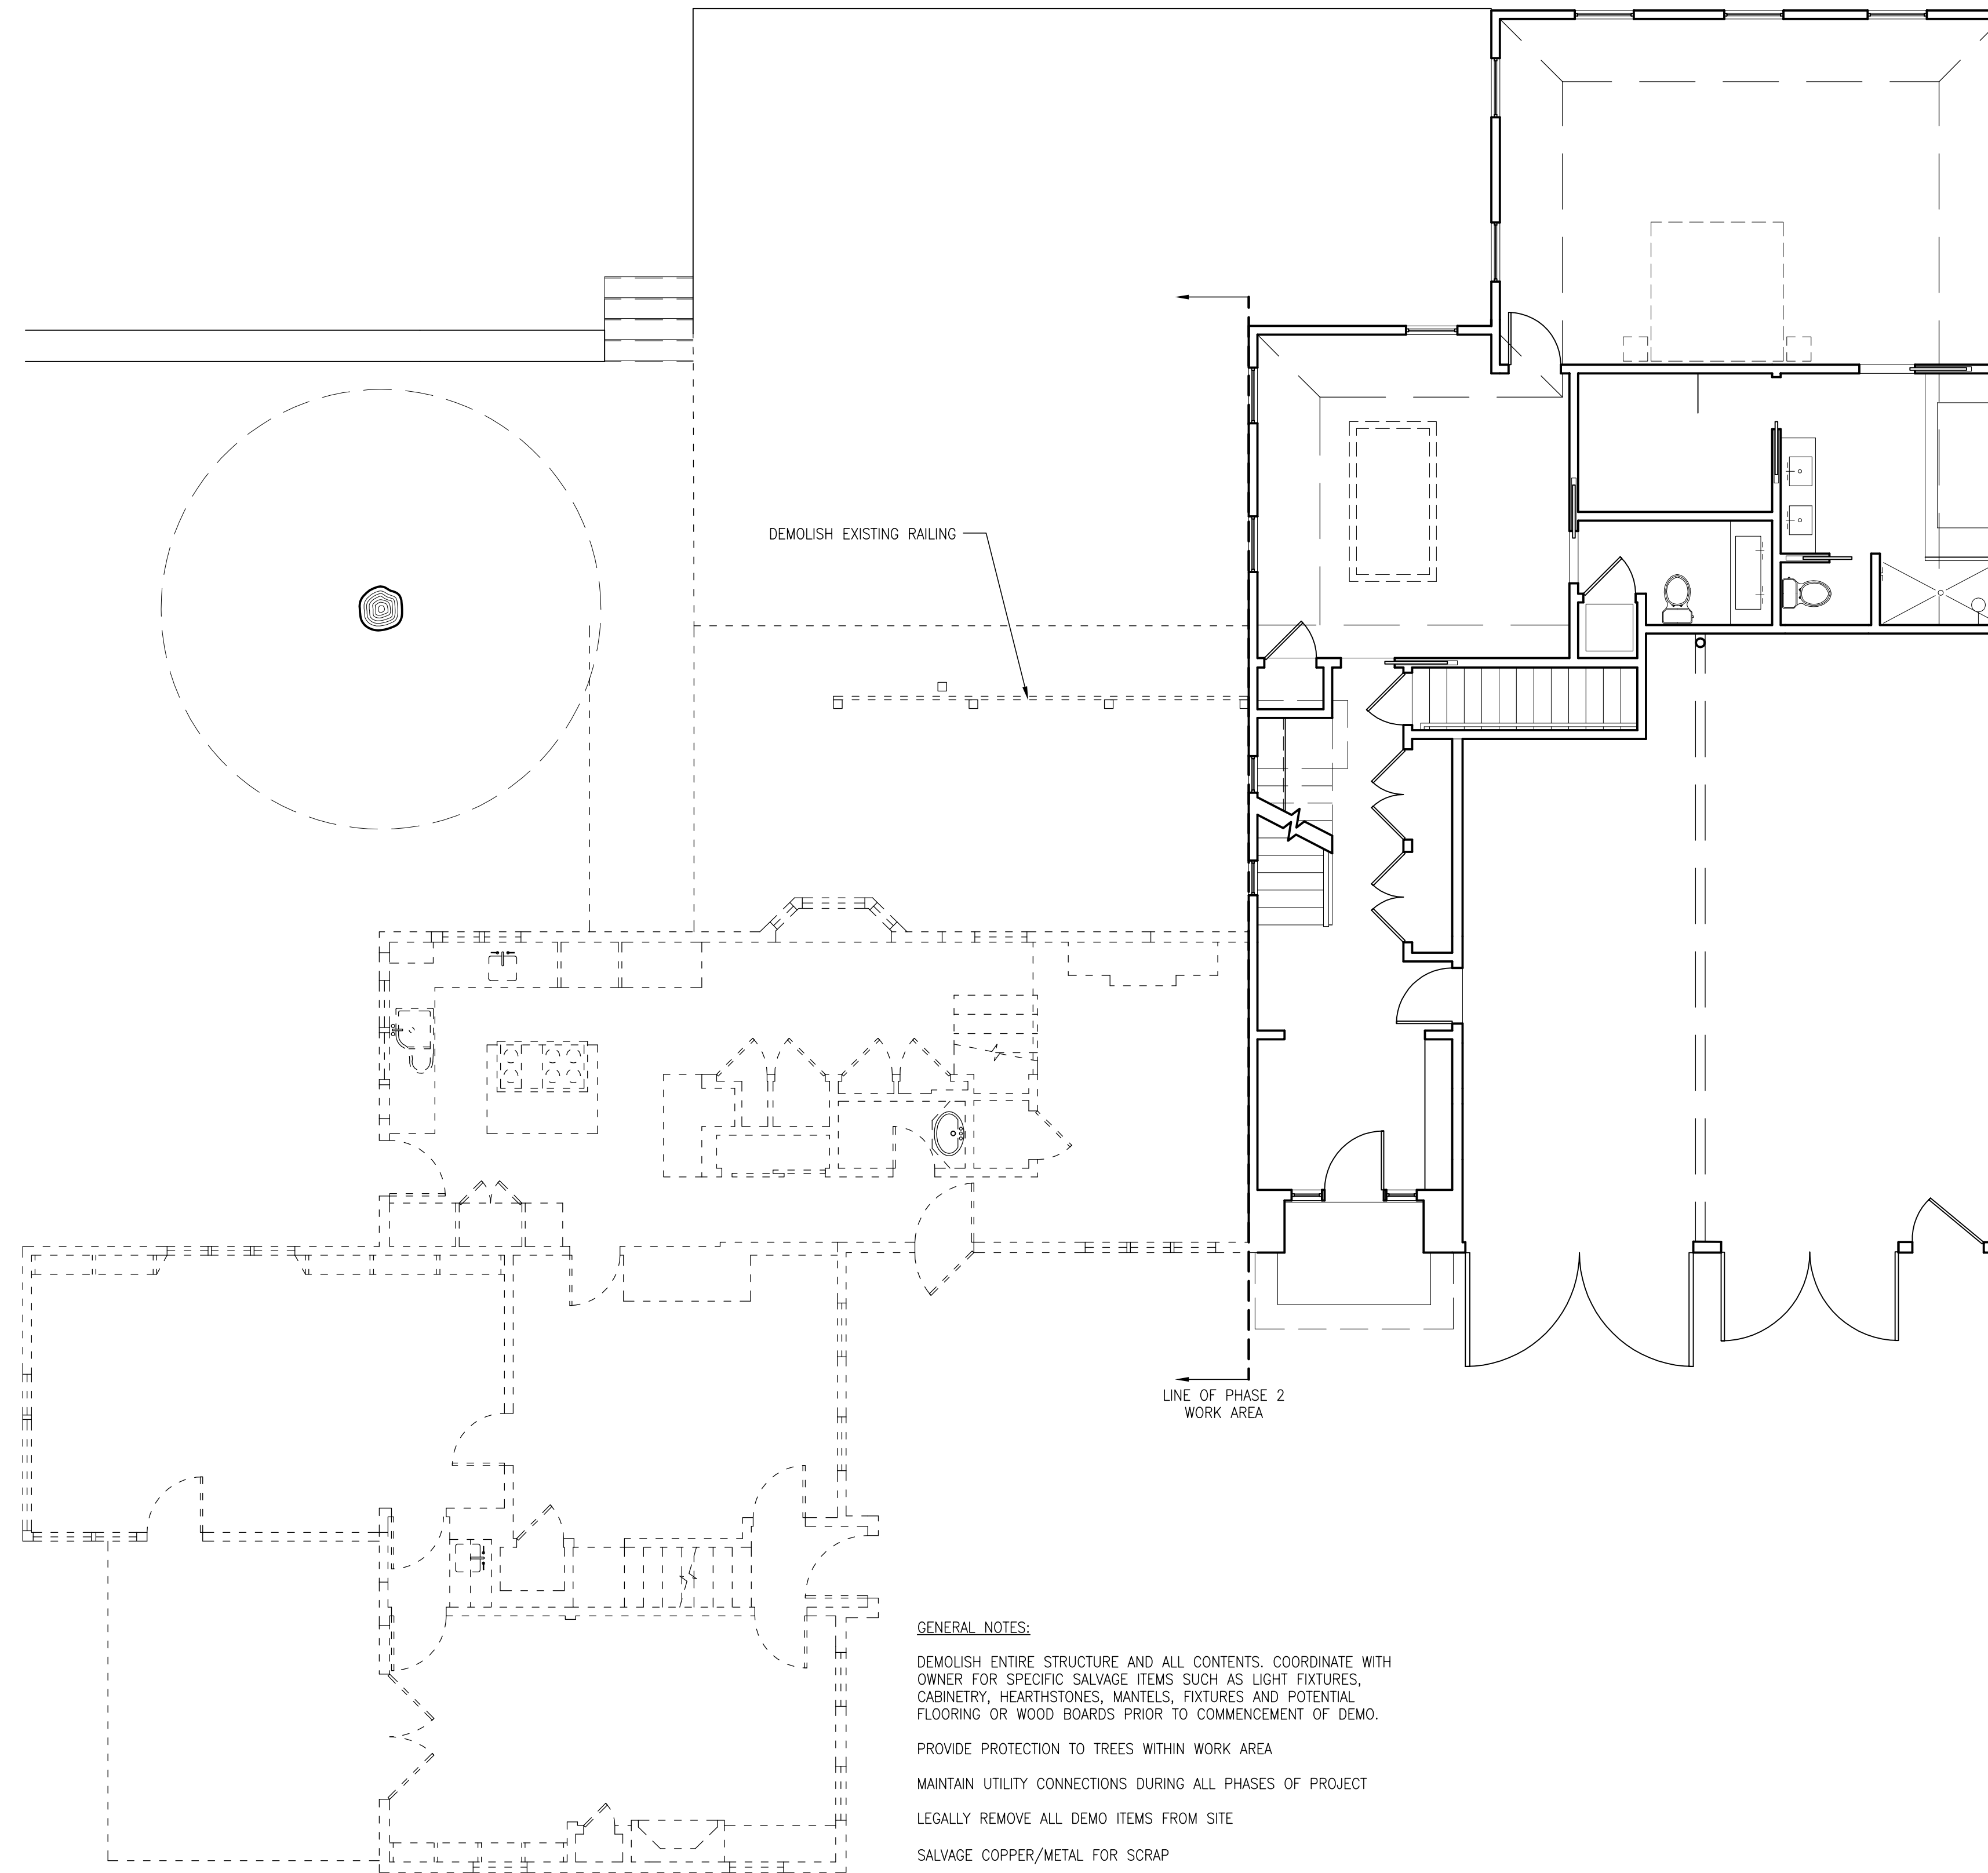 DEMOLISH EXISTING RAILING
LINE OF PHASE 2
WORK AREA
GENERAL NOTES:
DEMOLISH ENTIRE STRUCTURE AND ALL CONTENTS. COORDINATE WITH
OWNER FOR SPECIFIC SALVAGE ITEMS SUCH AS LIGHT FIXTURES,
CABINETRY, HEARTHSTONES, MANTELS, FIXTURES AND POTENTIAL
FLOORING OR WOOD BOARDS PRIOR TO COMMENCEMENT OF DEMO.
PROVIDE PROTECTION TO TREES WITHIN WORK AREA
MAINTAIN UTILITY CONNECTIONS DURING ALL PHASES OF PROJECT
LEGALLY REMOVE ALL DEMO ITEMS FROM SITE
SALVAGE COPPER/METAL FOR SCRAP